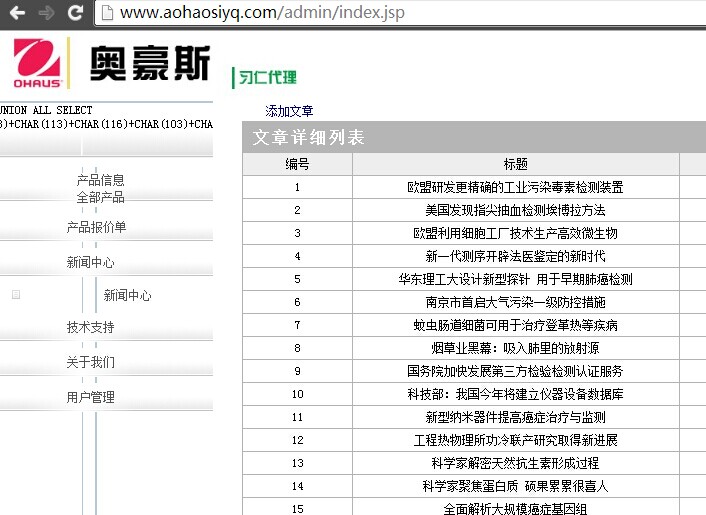 www.aohaosiyq.com/admin/index.jsp
OHAUS
奥豪斯
习仁代理
UNION ALL SELECT
3)+CHAR(113)+CHAR(116)+CHAR(103)+CHA
产品信息
全部产品
产品报价单
新闻中心
新闻中心
技术支持
关于我们
用户管理
添加文章
文章详细列表
编号 标题
1 欧盟研发更精确的工业污染毒素检测装置
2 美国发现指尖抽血检测埃博拉方法
3 欧盟利用细胞工厂技术生产高效微生物
4 新一代测序开辟法医鉴定的新时代
5 华东理工大设计新型探针 用于早期肺癌检测
6 南京市首启大气污染一级防控措施
7 蚊虫肠道细菌可用于治疗登革热等疾病
8 烟草业黑幕：吸入肺里的放射源
9 国务院加快发展第三方检验检测认证服务
10 科技部：我国今年将建立仪器设备数据库
11 新型纳米器件提高癌症治疗与监测
12 工程热物理所功冷联产研究取得新进展
13 科学家解密天然抗生素形成过程
14 科学家聚焦蛋白质 硕果累累很喜人
15 全面解析大规模癌症基因组